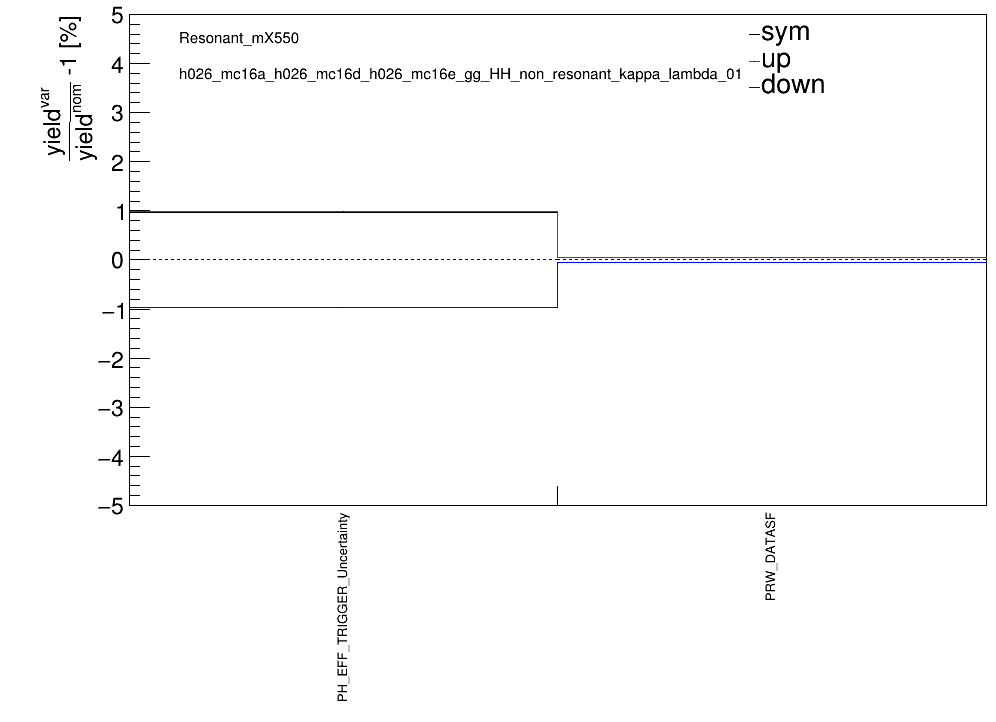 yield^var
yield^nom -1 [%]
5
4
3
2
1
0
−1
−2
−3
−4
−5
Resonant_mX550
h026_mc16a_h026_mc16d_h026_mc16e_gg_HH_non_resonant_kappa_lambda_01
sym
up
down
PH_EFF_TRIGGER_Uncertainty
PRW_DATASF